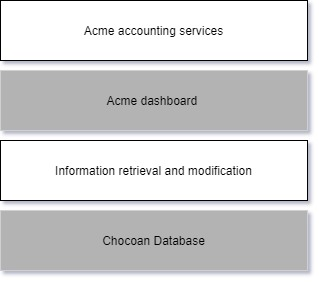 Acme accounting services
Acme dashboard
Information retrieval and modification
Chocoan Database